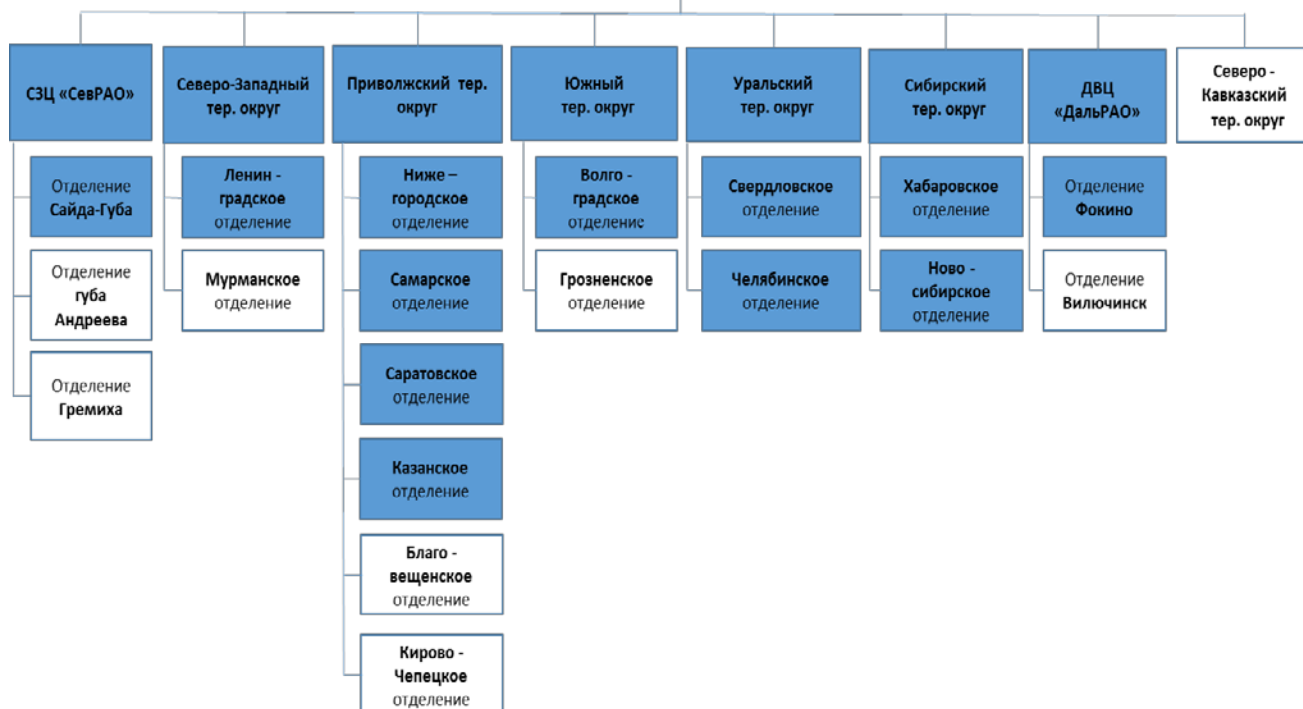 СЗЦ «СевРАО»
Северо-Западный
тер. округ
Приволжский тер.
округ
Южный
тер. округ
Уральский
тер. округ
Сибирский
тер. округ
ДВЦ
«ДальРАО»
Северо -
Кавказский
тер. округ
Отделение
Сайда-Губа
Отделение
губа
Андреева
Отделение
Гремиха
Ленин -
градское
отделение
Мурманское
отделение
Ниже –
городское
отделение
Самарское
отделение
Саратовское
отделение
Казанское
отделение
Благо -
вещенское
отделение
Кирово -
Чепецкое
отделение
Волго -
градское
отделение
Грозненское
отделение
Свердловское
отделение
Челябинское
отделение
Хабаровское
отделение
Ново -
сибирское
отделение
Отделение
Фокино
Отделение
Вилючинск